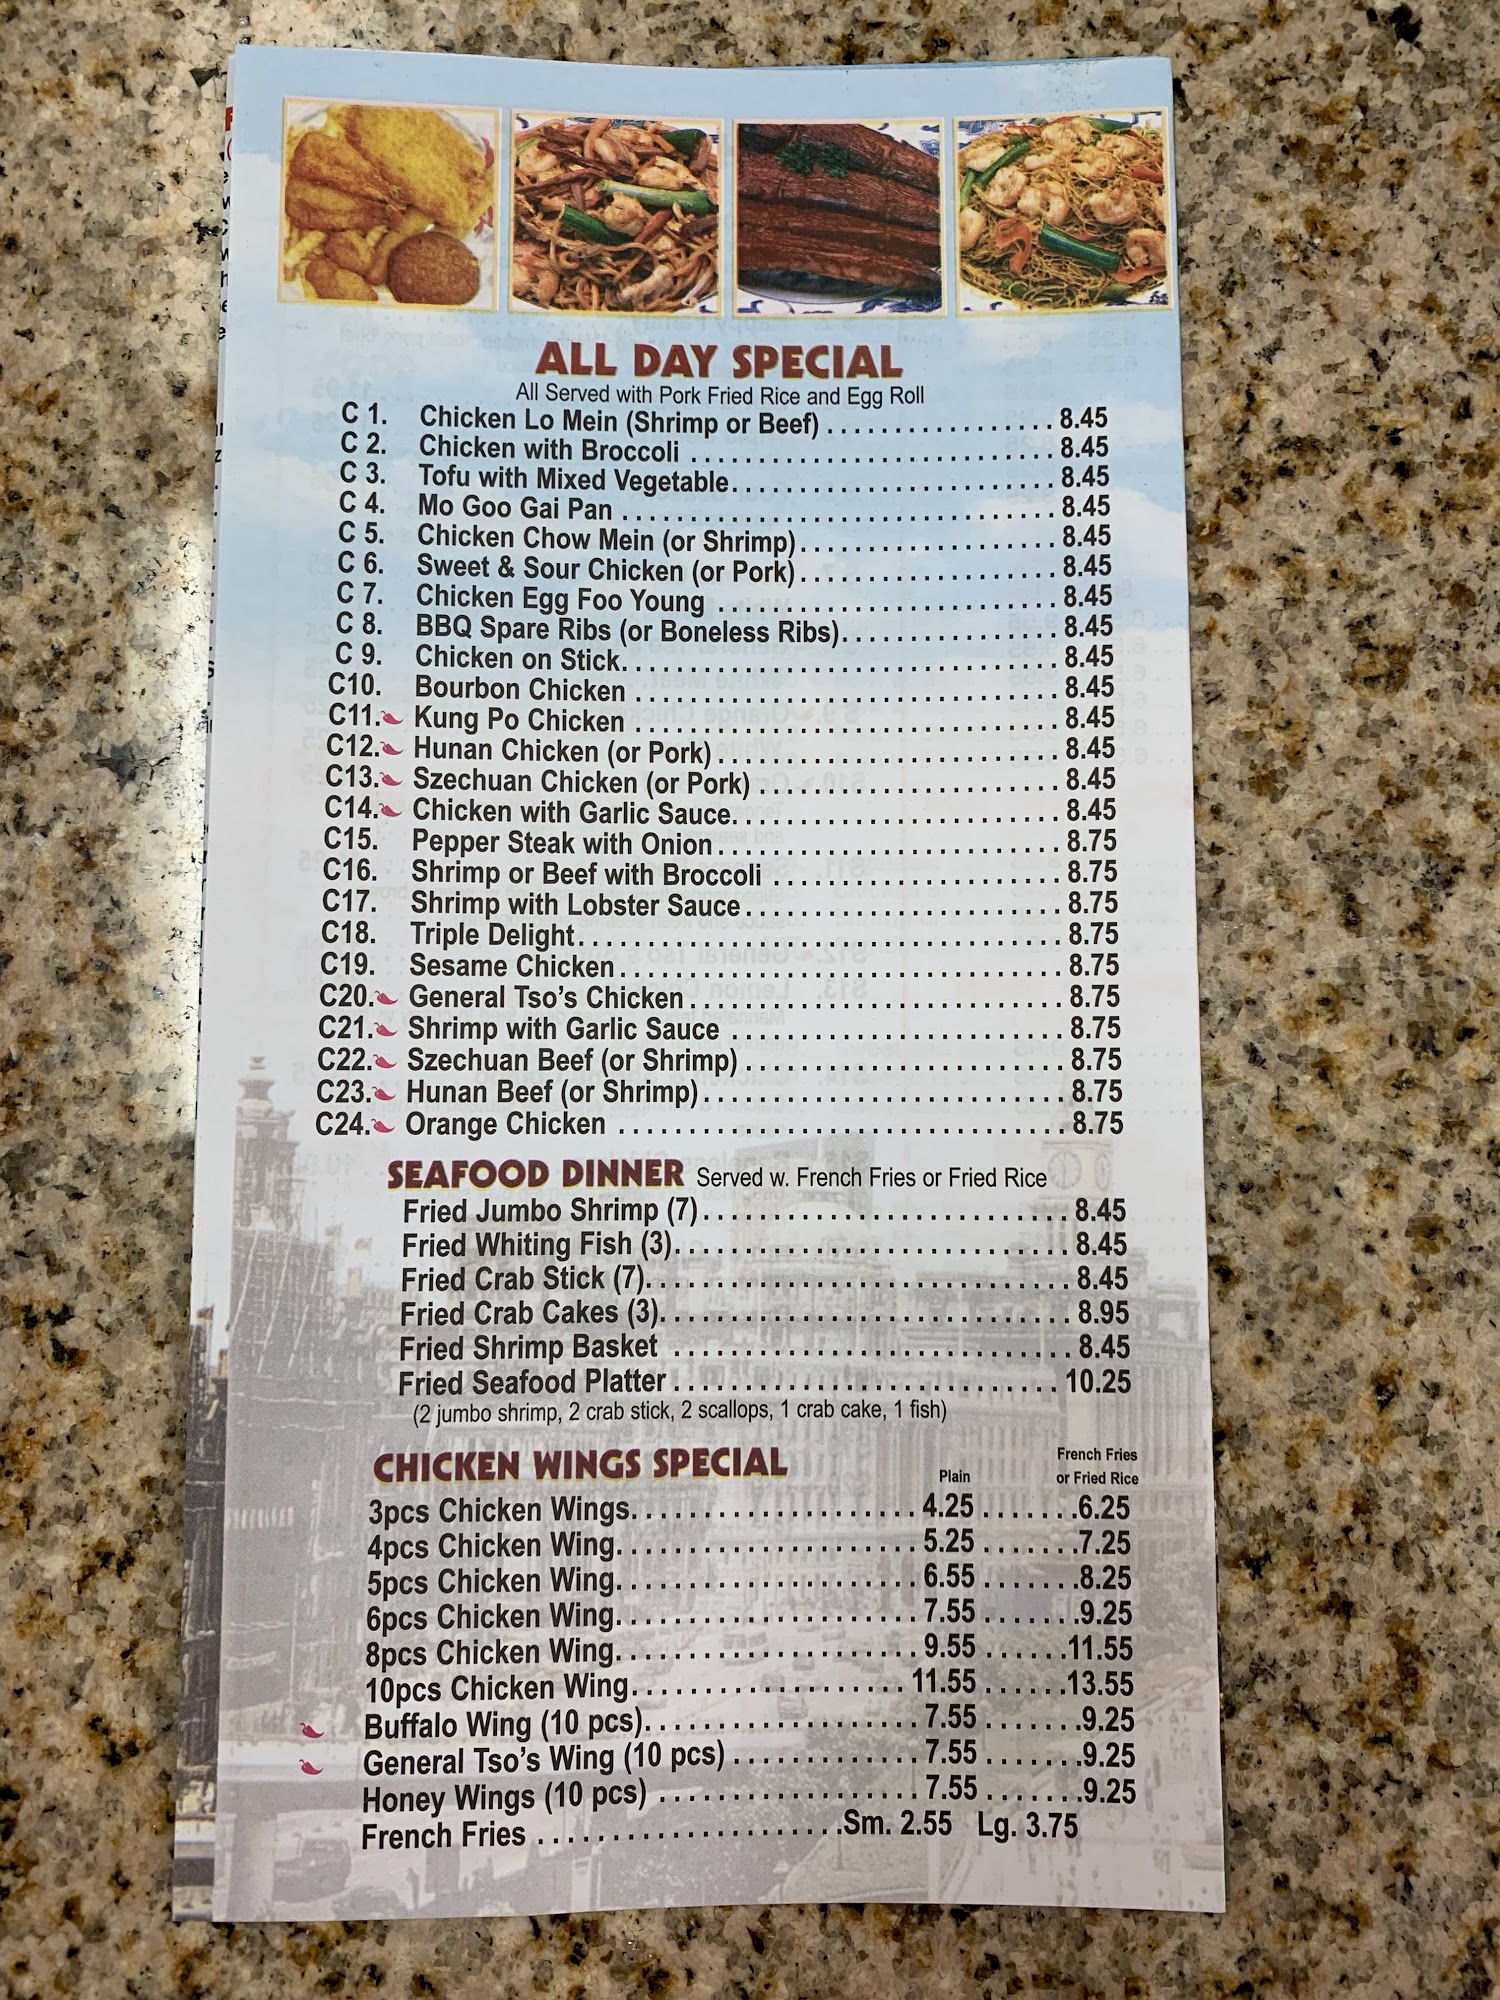 ALL DAY SPECIAL
All Served with Pork Fried Rice and Egg Roll
C 1. Chicken Lo Mein (Shrimp or Beef) . . . . . . . . . . . . . . . . . 8.45
C 2. Chicken with Broccoli . . . . . . . . . . . . . . . . . . . . . . . . . . . 8.45
C 3. Tofu with Mixed Vegetable. . . . . . . . . . . . . . . . . . . . . . . . 8.45
C 4. Mo Goo Gai Pan . . . . . . . . . . . . . . . . . . . . . . . . . . . . . . . . 8.45
C 5. Chicken Chow Mein (or Shrimp). . . . . . . . . . . . . . . . . . . 8.45
C 6. Sweet & Sour Chicken (or Pork). . . . . . . . . . . . . . . . . . . 8.45
C 7. Chicken Egg Foo Young . . . . . . . . . . . . . . . . . . . . . . . . . 8.45
C 8. BBQ Spare Ribs (or Boneless Ribs). . . . . . . . . . . . . . . . 8.45
C 9. Chicken on Stick. . . . . . . . . . . . . . . . . . . . . . . . . . . . . . . . 8.45
C10. Bourbon Chicken . . . . . . . . . . . . . . . . . . . . . . . . . . . . . . . 8.45
C11. Kung Po Chicken . . . . . . . . . . . . . . . . . . . . . . . . . . . . . . . 8.45
C12. Hunan Chicken (or Pork) . . . . . . . . . . . . . . . . . . . . . . . . . 8.45
C13. Szechuan Chicken (or Pork) . . . . . . . . . . . . . . . . . . . . . . 8.45
C14. Chicken with Garlic Sauce. . . . . . . . . . . . . . . . . . . . . . . . 8.45
C15. Pepper Steak with Onion . . . . . . . . . . . . . . . . . . . . . . . . . 8.75
C16. Shrimp or Beef with Broccoli . . . . . . . . . . . . . . . . . . . . . . 8.75
C17. Shrimp with Lobster Sauce . . . . . . . . . . . . . . . . . . . . . . . 8.75
C18. Triple Delight. . . . . . . . . . . . . . . . . . . . . . . . . . . . . . . . . . . 8.75
C19. Sesame Chicken . . . . . . . . . . . . . . . . . . . . . . . . . . . . . . . . 8.75
C20. General Tso's Chicken . . . . . . . . . . . . . . . . . . . . . . . . . . . 8.75
C21. Shrimp with Garlic Sauce . . . . . . . . . . . . . . . . . . . . . . . . 8.75
C22. Szechuan Beef (or Shrimp) . . . . . . . . . . . . . . . . . . . . . . . 8.75
C23. Hunan Beef (or Shrimp) . . . . . . . . . . . . . . . . . . . . . . . . . . 8.75
C24. Orange Chicken . . . . . . . . . . . . . . . . . . . . . . . . . . . . . . . . 8.75
SEAFOOD DINNER Served w. French Fries or Fried Rice
Fried Jumbo Shrimp (7) . . . . . . . . . . . . . . . . . . . . . . . . . . 8.45
Fried Whiting Fish (3). . . . . . . . . . . . . . . . . . . . . . . . . . . . 8.45
Fried Crab Stick (7). . . . . . . . . . . . . . . . . . . . . . . . . . . . . . 8.45
Fried Crab Cakes (3). . . . . . . . . . . . . . . . . . . . . . . . . . . . . 8.95
Fried Shrimp Basket . . . . . . . . . . . . . . . . . . . . . . . . . . . . 8.45
Fried Seafood Platter . . . . . . . . . . . . . . . . . . . . . . . . . . . 10.25
(2 jumbo shrimp, 2 crab stick, 2 scallops, 1 crab cake, 1 fish)
CHICKEN WINGS SPECIAL Plain French Fries
or Fried Rice
3pcs Chicken Wings. . . . . . . . . . . . . . . . . . . . 4.25 . . . . . . .6.25
4pcs Chicken Wing. . . . . . . . . . . . . . . . . . . . . 5.25 . . . . . . .7.25
5pcs Chicken Wing. . . . . . . . . . . . . . . . . . . . . 6.55 . . . . . . .8.25
6pcs Chicken Wing. . . . . . . . . . . . . . . . . . . . . 7.55 . . . . . . .9.25
8pcs Chicken Wing. . . . . . . . . . . . . . . . . . . . . 9.55 . . . . . .11.55
10pcs Chicken Wing. . . . . . . . . . . . . . . . . . . 11.55 . . . . . .13.55
Buffalo Wing (10 pcs). . . . . . . . . . . . . . . . . . . 7.55 . . . . . . .9.25
General Tso's Wing (10 pcs) . . . . . . . . . . . . . 7.55 . . . . . . .9.25
Honey Wings (10 pcs) . . . . . . . . . . . . . . . . . . 7.55 . . . . . . .9.25
French Fries . . . . . . . . . . . . . . . . . . . . .Sm. 2.55 Lg. 3.75